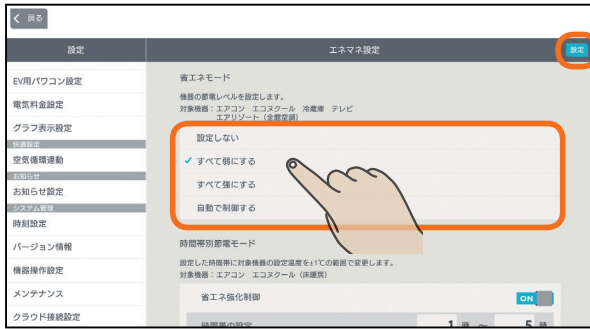 戻る
設定
エネマネ設定
設定
EV用パワコン設定
電気料金設定
グラフ表示設定
快適設定
空気循環連動
お知らせ
お知らせ設定
システム管理
時刻設定
バージョン情報
機器操作設定
メンテナンス
クラウド接続設定
省エネモード
機器の節電レベルを設定します。
対象機器：エアコン エコヌクール 冷蔵庫 テレビ
エアリゾート（全館空調）
設定しない
すべて弱にする
すべて強にする
自動で制御する
時間帯別節電モード
設定した時間帯に対象機器の設定温度を±1℃の範囲で変更します。
対象機器：エアコン エコヌクール（床暖房）
省エネ強化制御
ON
時間帯の設定
1 時 ～ 5 時